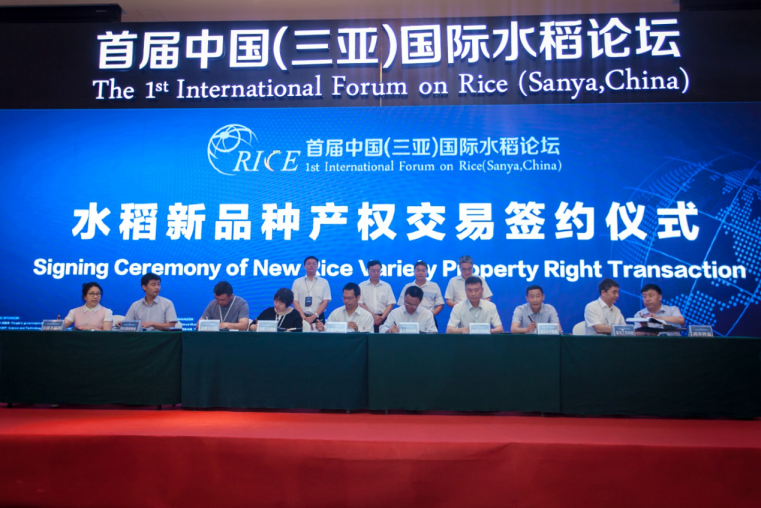 首届中国(三亚)国际水稻论坛
The 1st International Forum on Rice (Sanya,China)
RICE
首届中国(三亚)国际水稻论坛
1st International Forum on Rice(Sanya,China)
水稻新品种产权交易签约仪式
Signing Ceremony of New Rice Variety Property Right Transaction